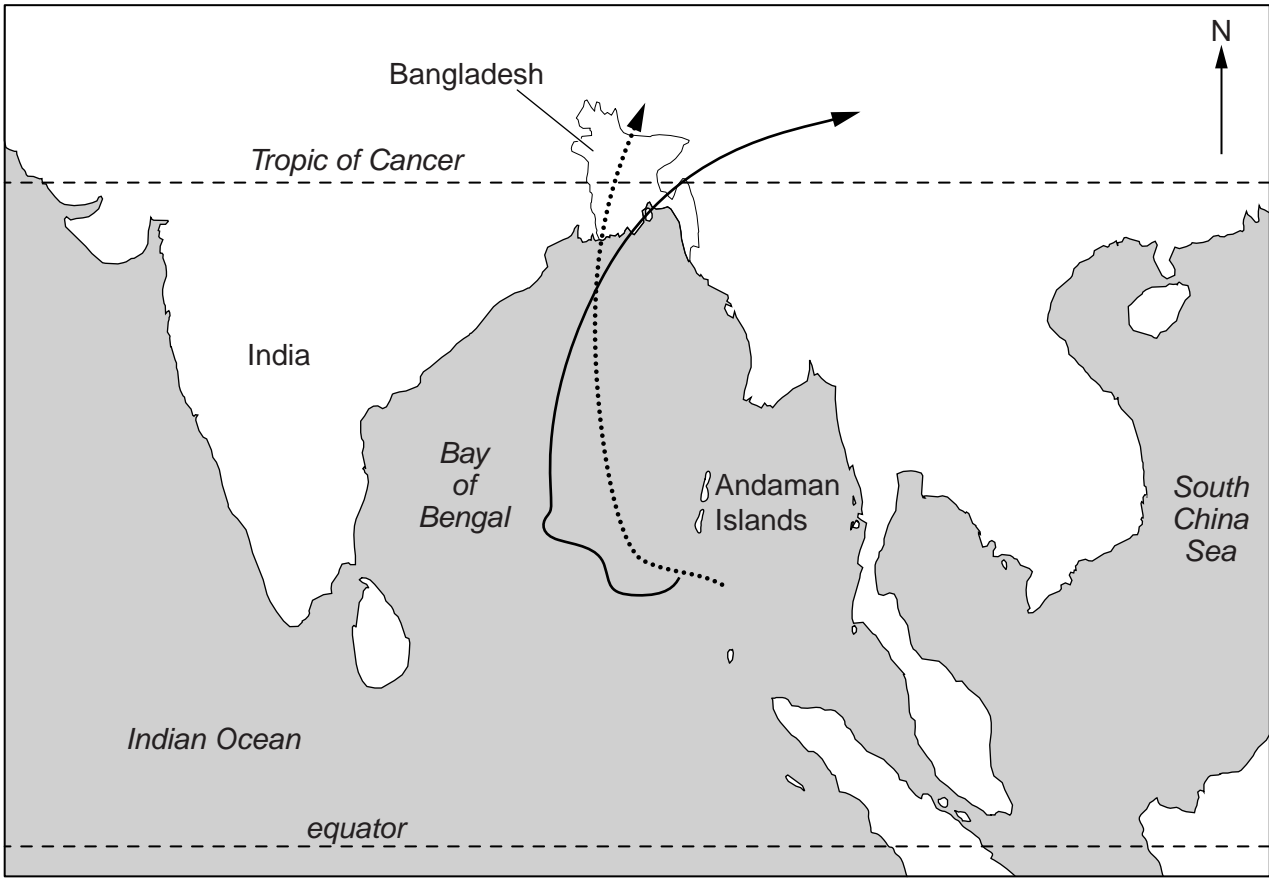 N
Bangladesh
Tropic of Cancer
India
Bay
of
Bengal
Andaman
Islands
South
China
Sea
Indian Ocean
equator